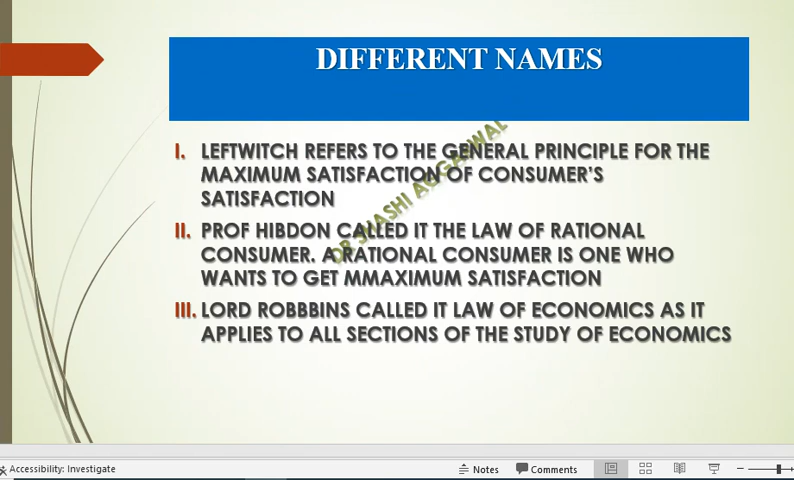 DIFFERENT NAMES
I. LEFTWITCH REFERS TO THE GENERAL PRINCIPLE FOR THE
MAXIMUM SATISFACTION OF CONSUMER'S
SATISFACTION
II. PROF HIBDON CALLED IT THE LAW OF RATIONAL
CONSUMER. A RATIONAL CONSUMER IS ONE WHO
WANTS TO GET MMAXIMUM SATISFACTION
III. LORD ROBBBINS CALLED IT LAW OF ECONOMICS AS IT
APPLIES TO ALL SECTIONS OF THE STUDY OF ECONOMICS
DR SHASHI AGGARWAL
Accessibility: Investigate
Notes
Comments